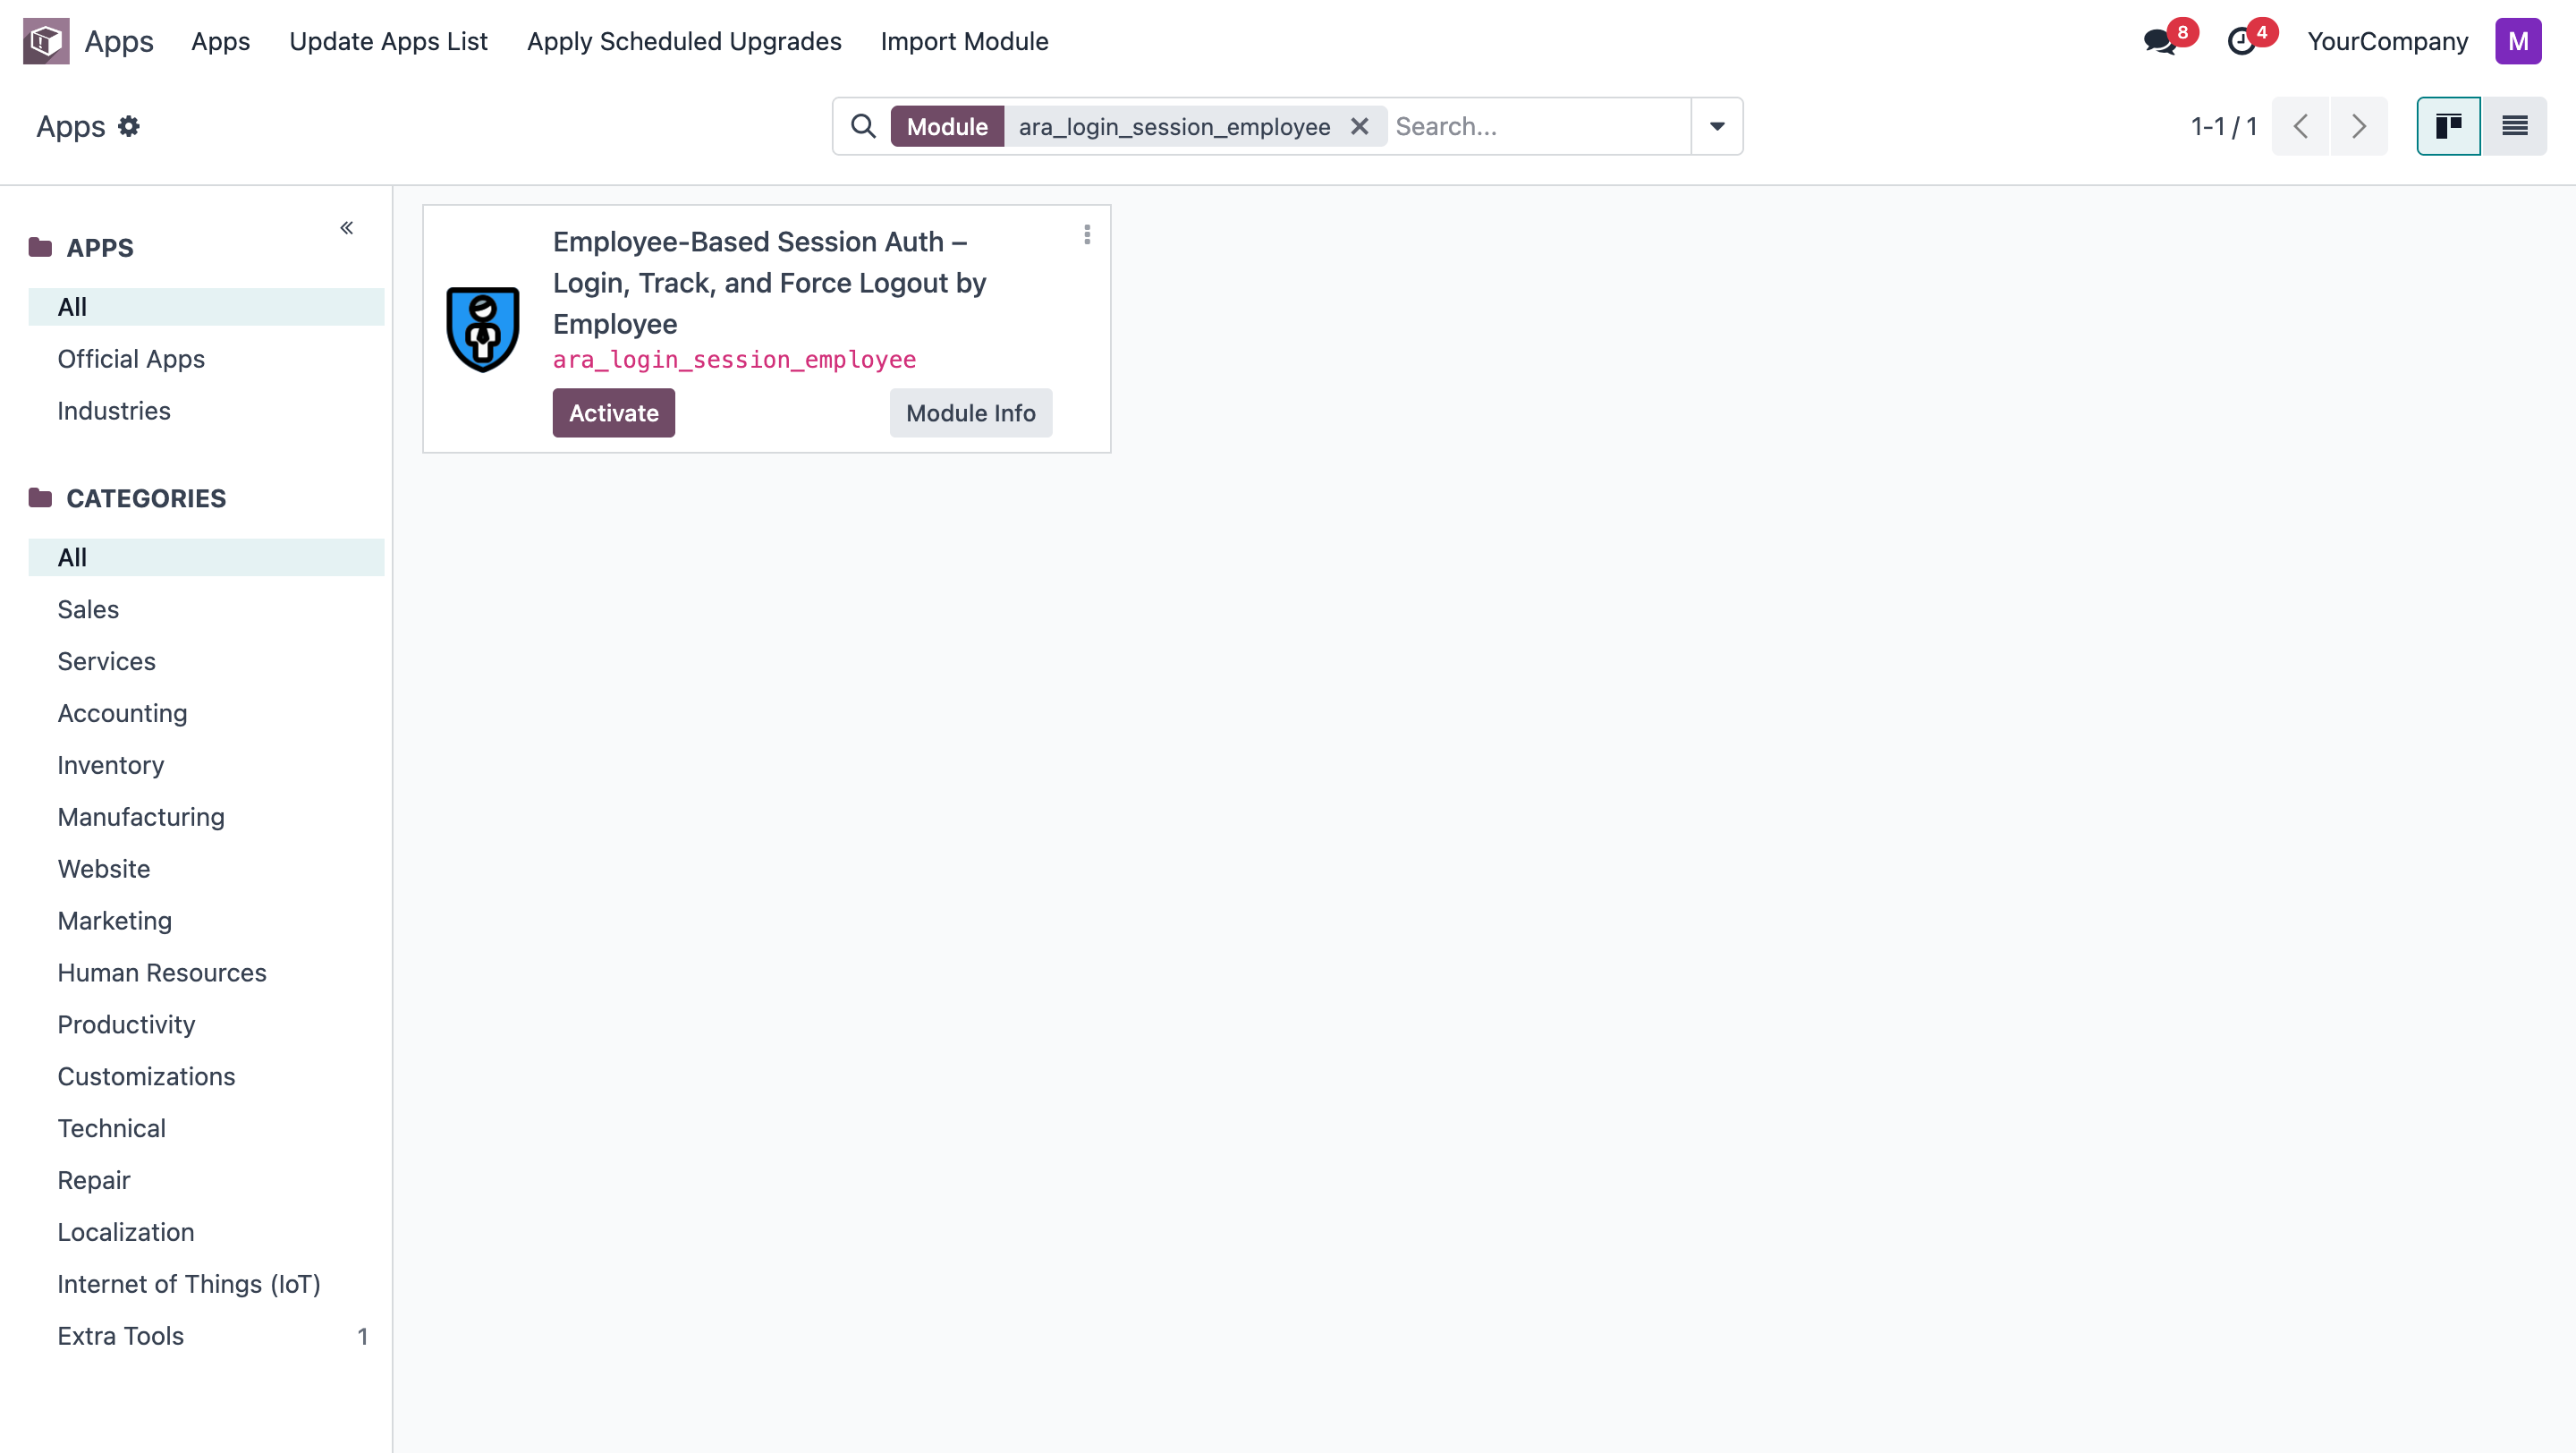 Apps Apps Update Apps List Apply Scheduled Upgrades Import Module 8 4 YourCompany M
Apps Module ara_login_session_employee Search... 1-1 / 1
APPS
All
Official Apps
Industries
CATEGORIES
All
Sales
Services
Accounting
Inventory
Manufacturing
Website
Marketing
Human Resources
Productivity
Customizations
Technical
Repair
Localization
Internet of Things (IoT)
Extra Tools 1
Employee-Based Session Auth –
Login, Track, and Force Logout by
Employee
ara_login_session_employee
Activate Module Info